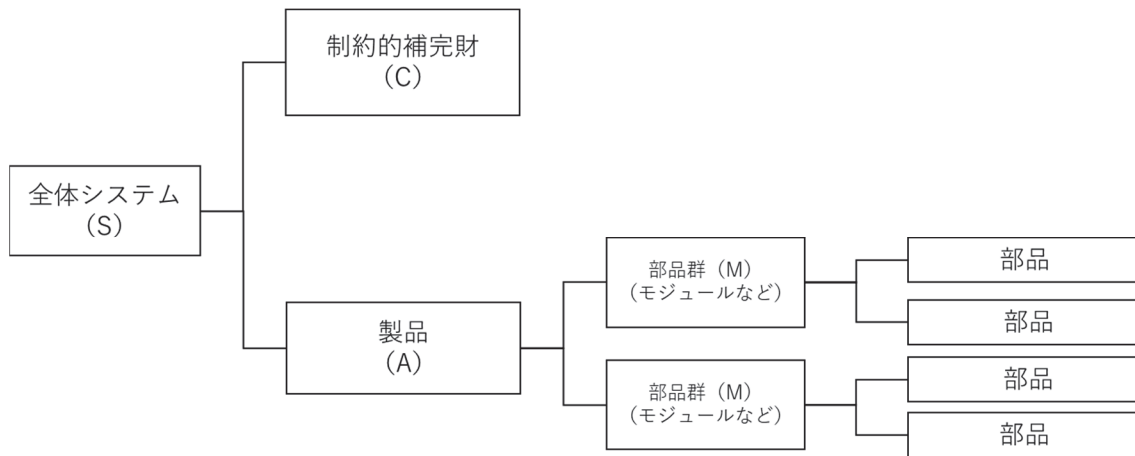 制約的補完財
（C）
全体システム
（S）
製品
（A）
部品群（M）
（モジュールなど）
部品群（M）
（モジュールなど）
部品
部品
部品
部品